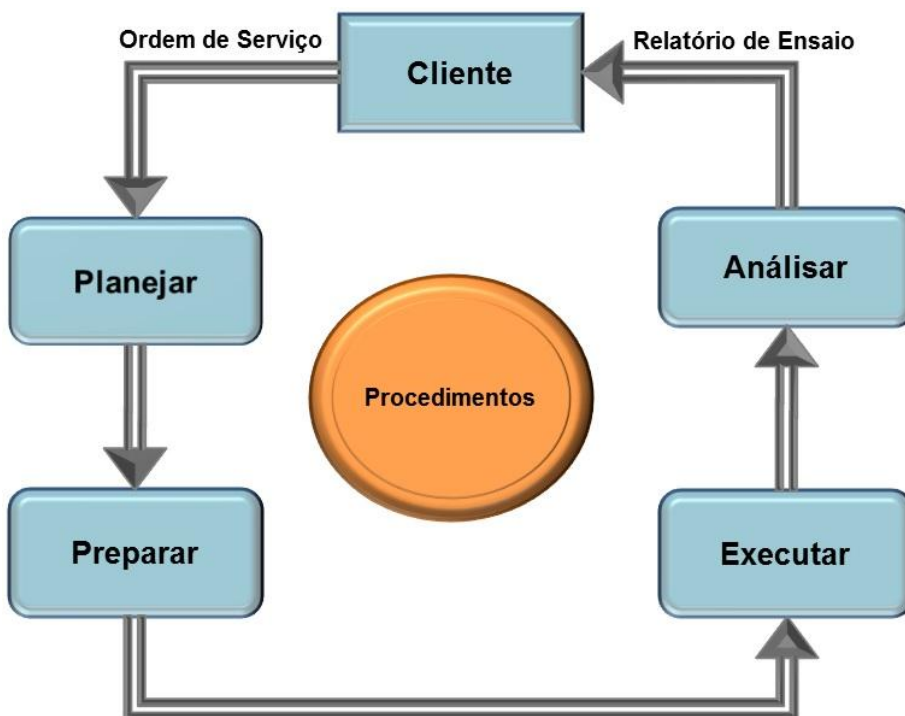 Ordem de Serviço
Cliente
Relatório de Ensaio
Planejar
Análisar
Procedimentos
Preparar
Executar